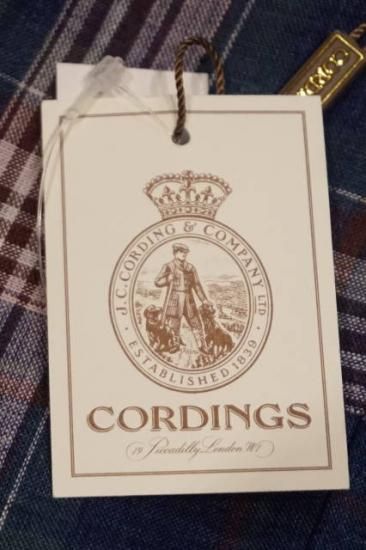 J.C.CORDING & COMPANY LTD
· ESTABLISHED 1839 ·
CORDINGS
19 Piccadilly London W1